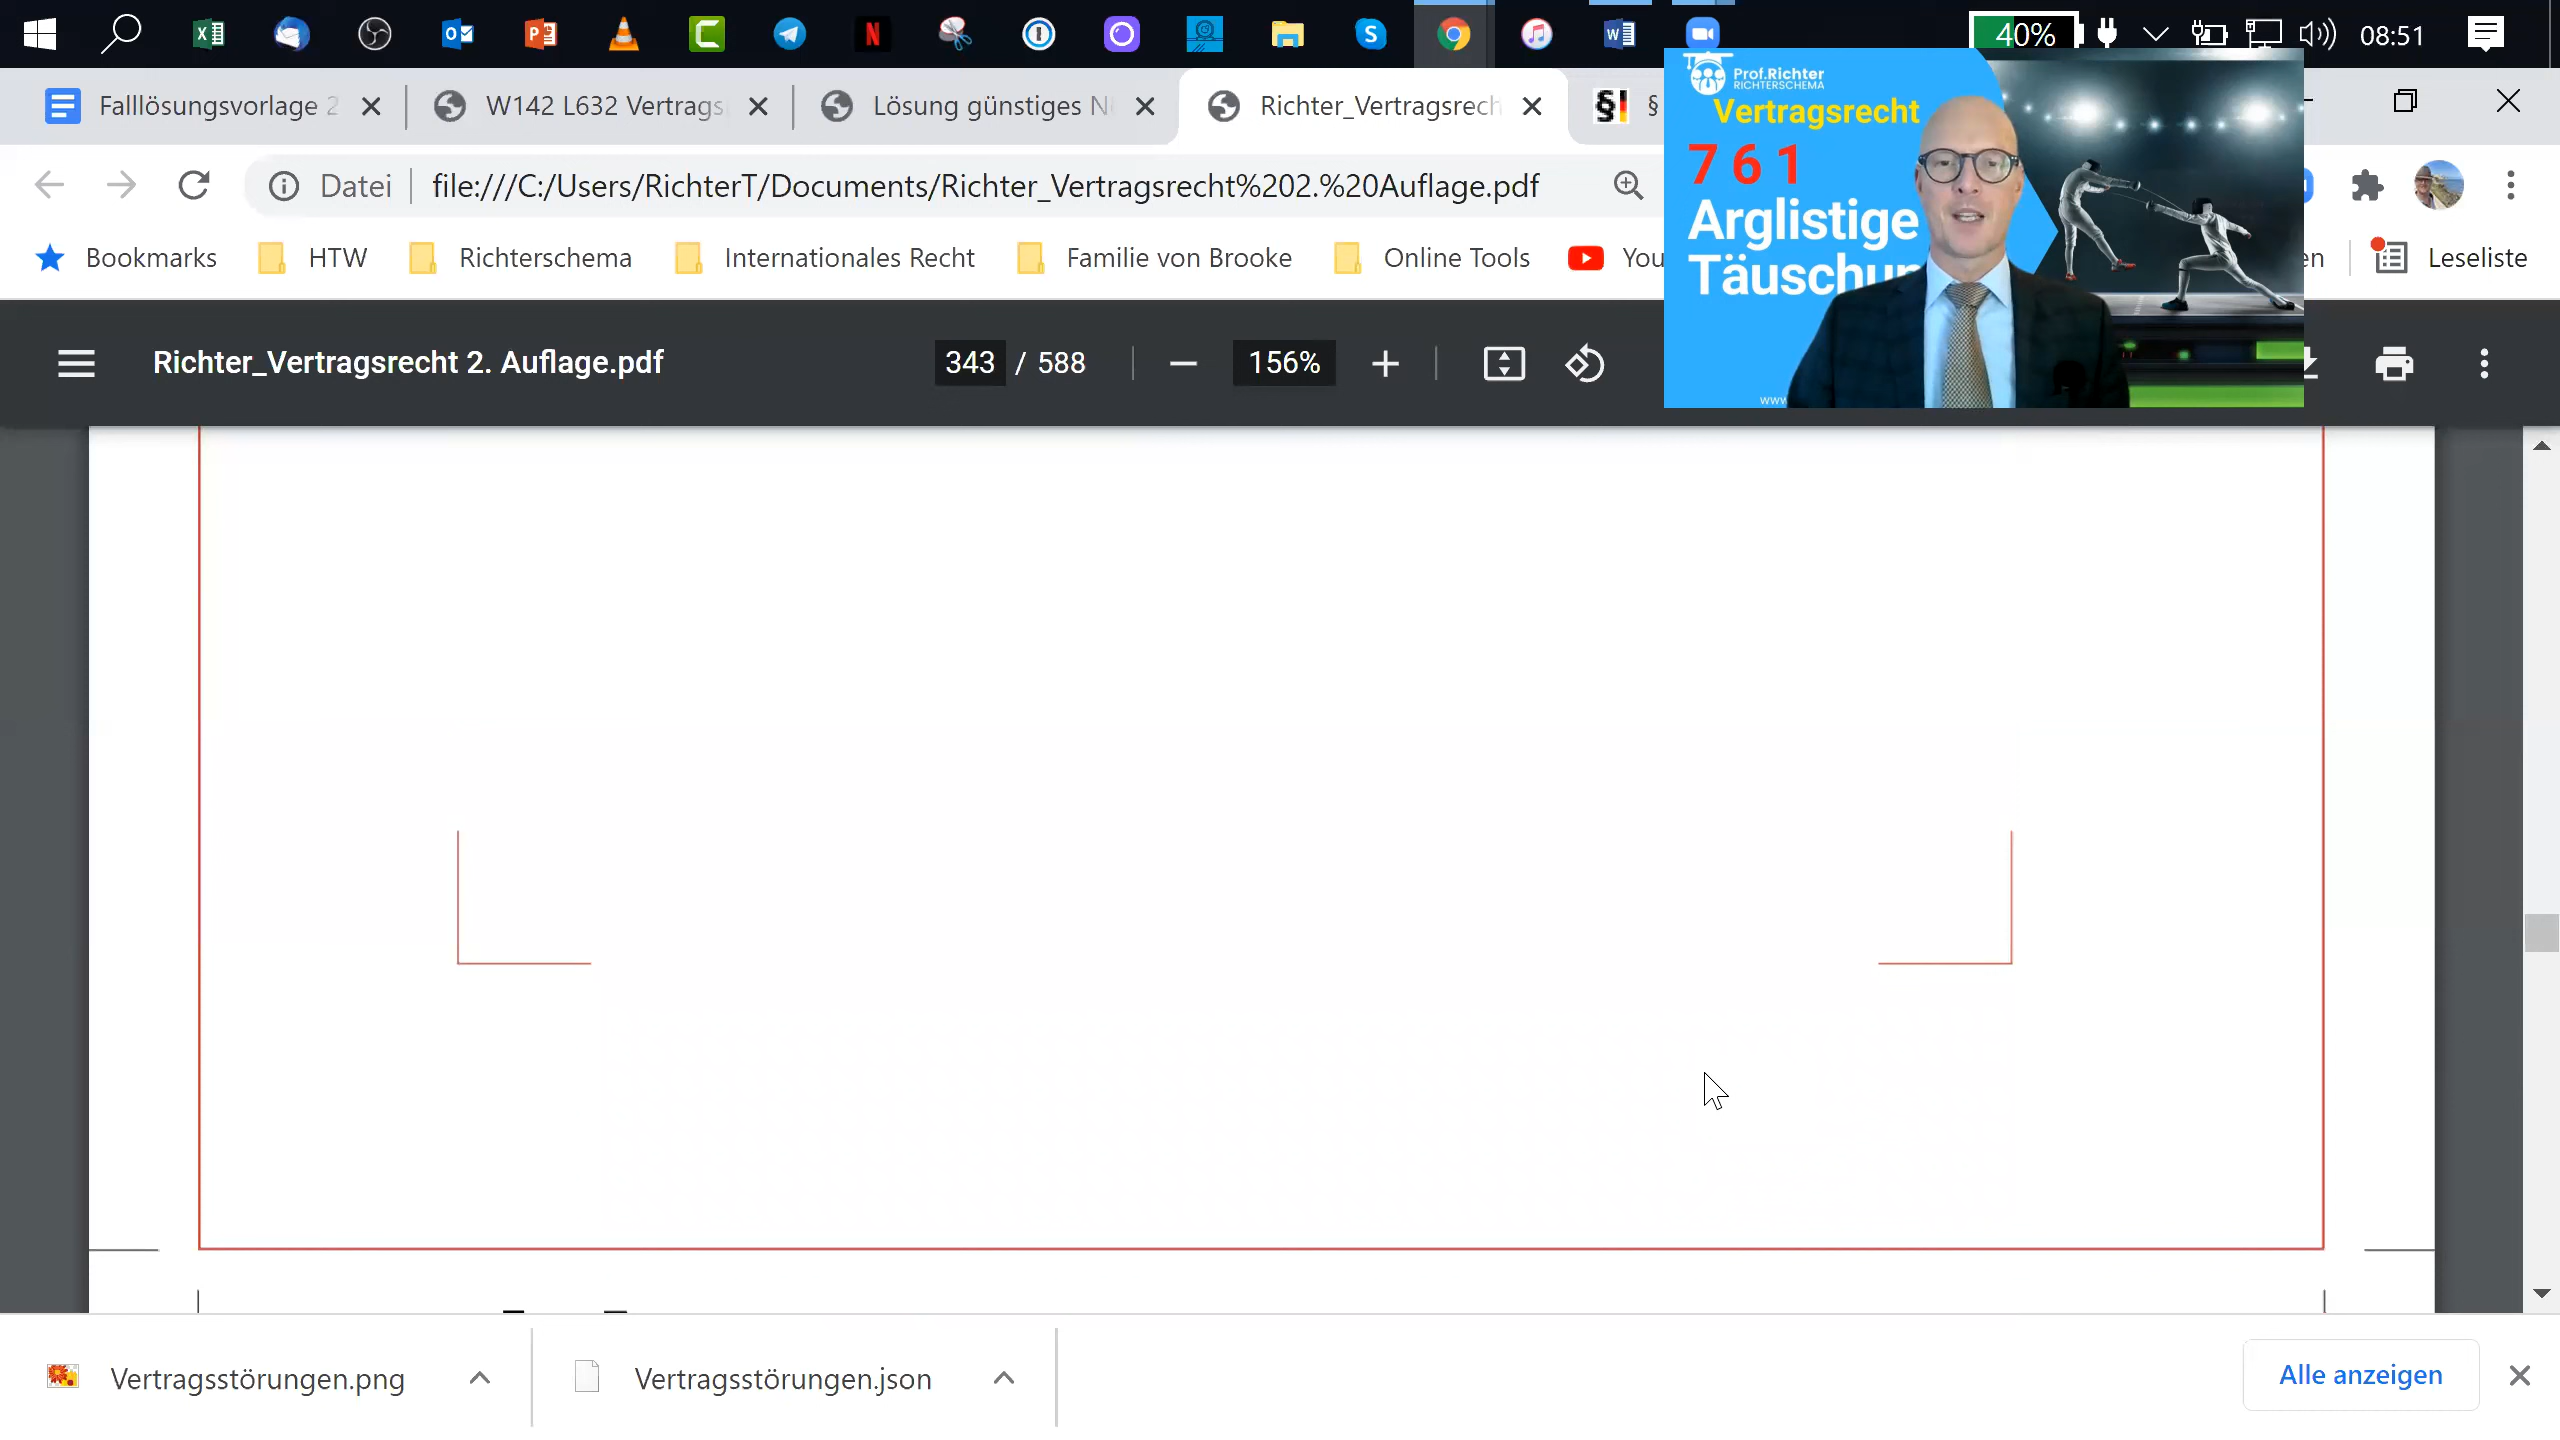 40%
08:51
Falllösungsvorlage 2
W142 L632 Vertrags
Lösung günstiges N
Richter_Vertragsrech
§
Datei
file:///C:/Users/RichterT/Documents/Richter_Vertragsrecht%202.%20Auflage.pdf
Bookmarks
HTW
Richterschema
Internationales Recht
Familie von Brooke
Online Tools
You
en
Leseliste
Prof.Richter
RICHTERSCHEMA
Vertragsrecht
761
Arglistige
Täuschun
www
Richter_Vertragsrecht 2. Auflage.pdf
343 / 588
156%
Vertragsstörungen.png
Vertragsstörungen.json
Alle anzeigen